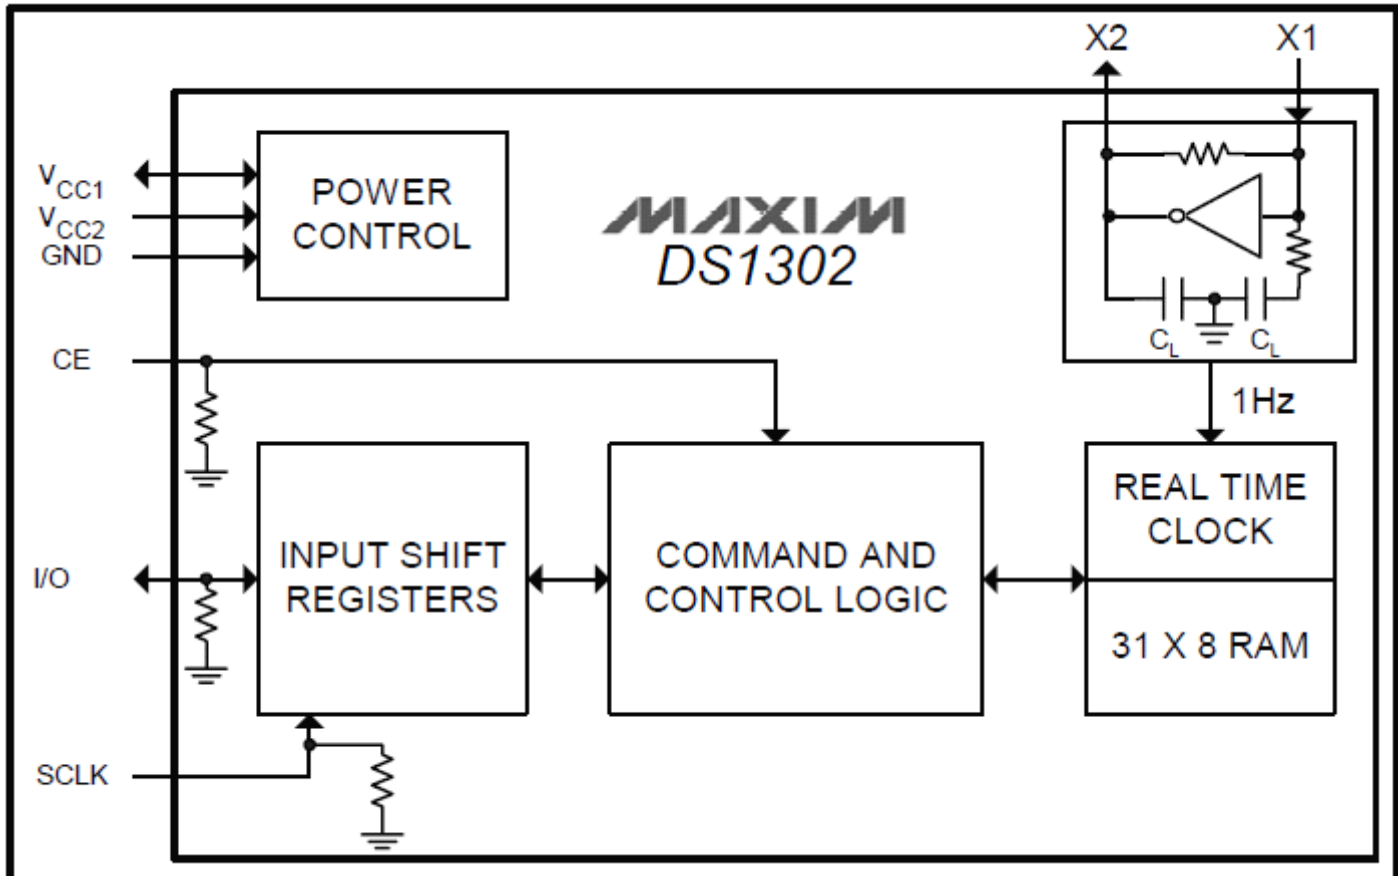 X2
X1
VCC1
VCC2
GND
POWER
CONTROL
MAXIM
DS1302
CL
CL
CE
1Hz
I/O
INPUT SHIFT
REGISTERS
COMMAND AND
CONTROL LOGIC
REAL TIME
CLOCK
31 X 8 RAM
SCLK